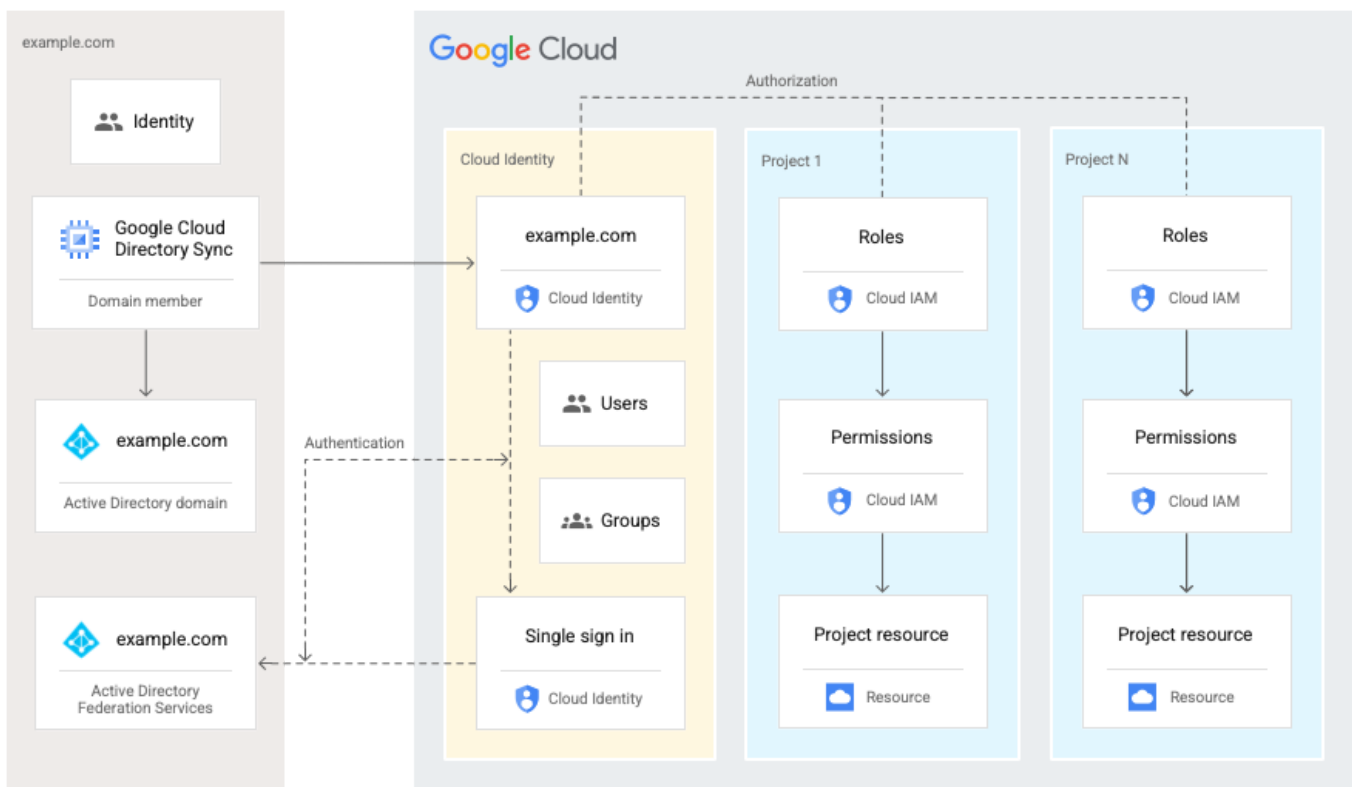 example.com
Identity
Google Cloud
Directory Sync
Domain member
example.com
Active Directory domain
example.com
Active Directory
Federation Services
Authentication
Google Cloud
Authorization
Cloud Identity
example.com
Cloud Identity
Users
Groups
Single sign in
Cloud Identity
Project 1
Roles
Cloud IAM
Permissions
Cloud IAM
Project resource
Resource
Project N
Roles
Cloud IAM
Permissions
Cloud IAM
Project resource
Resource